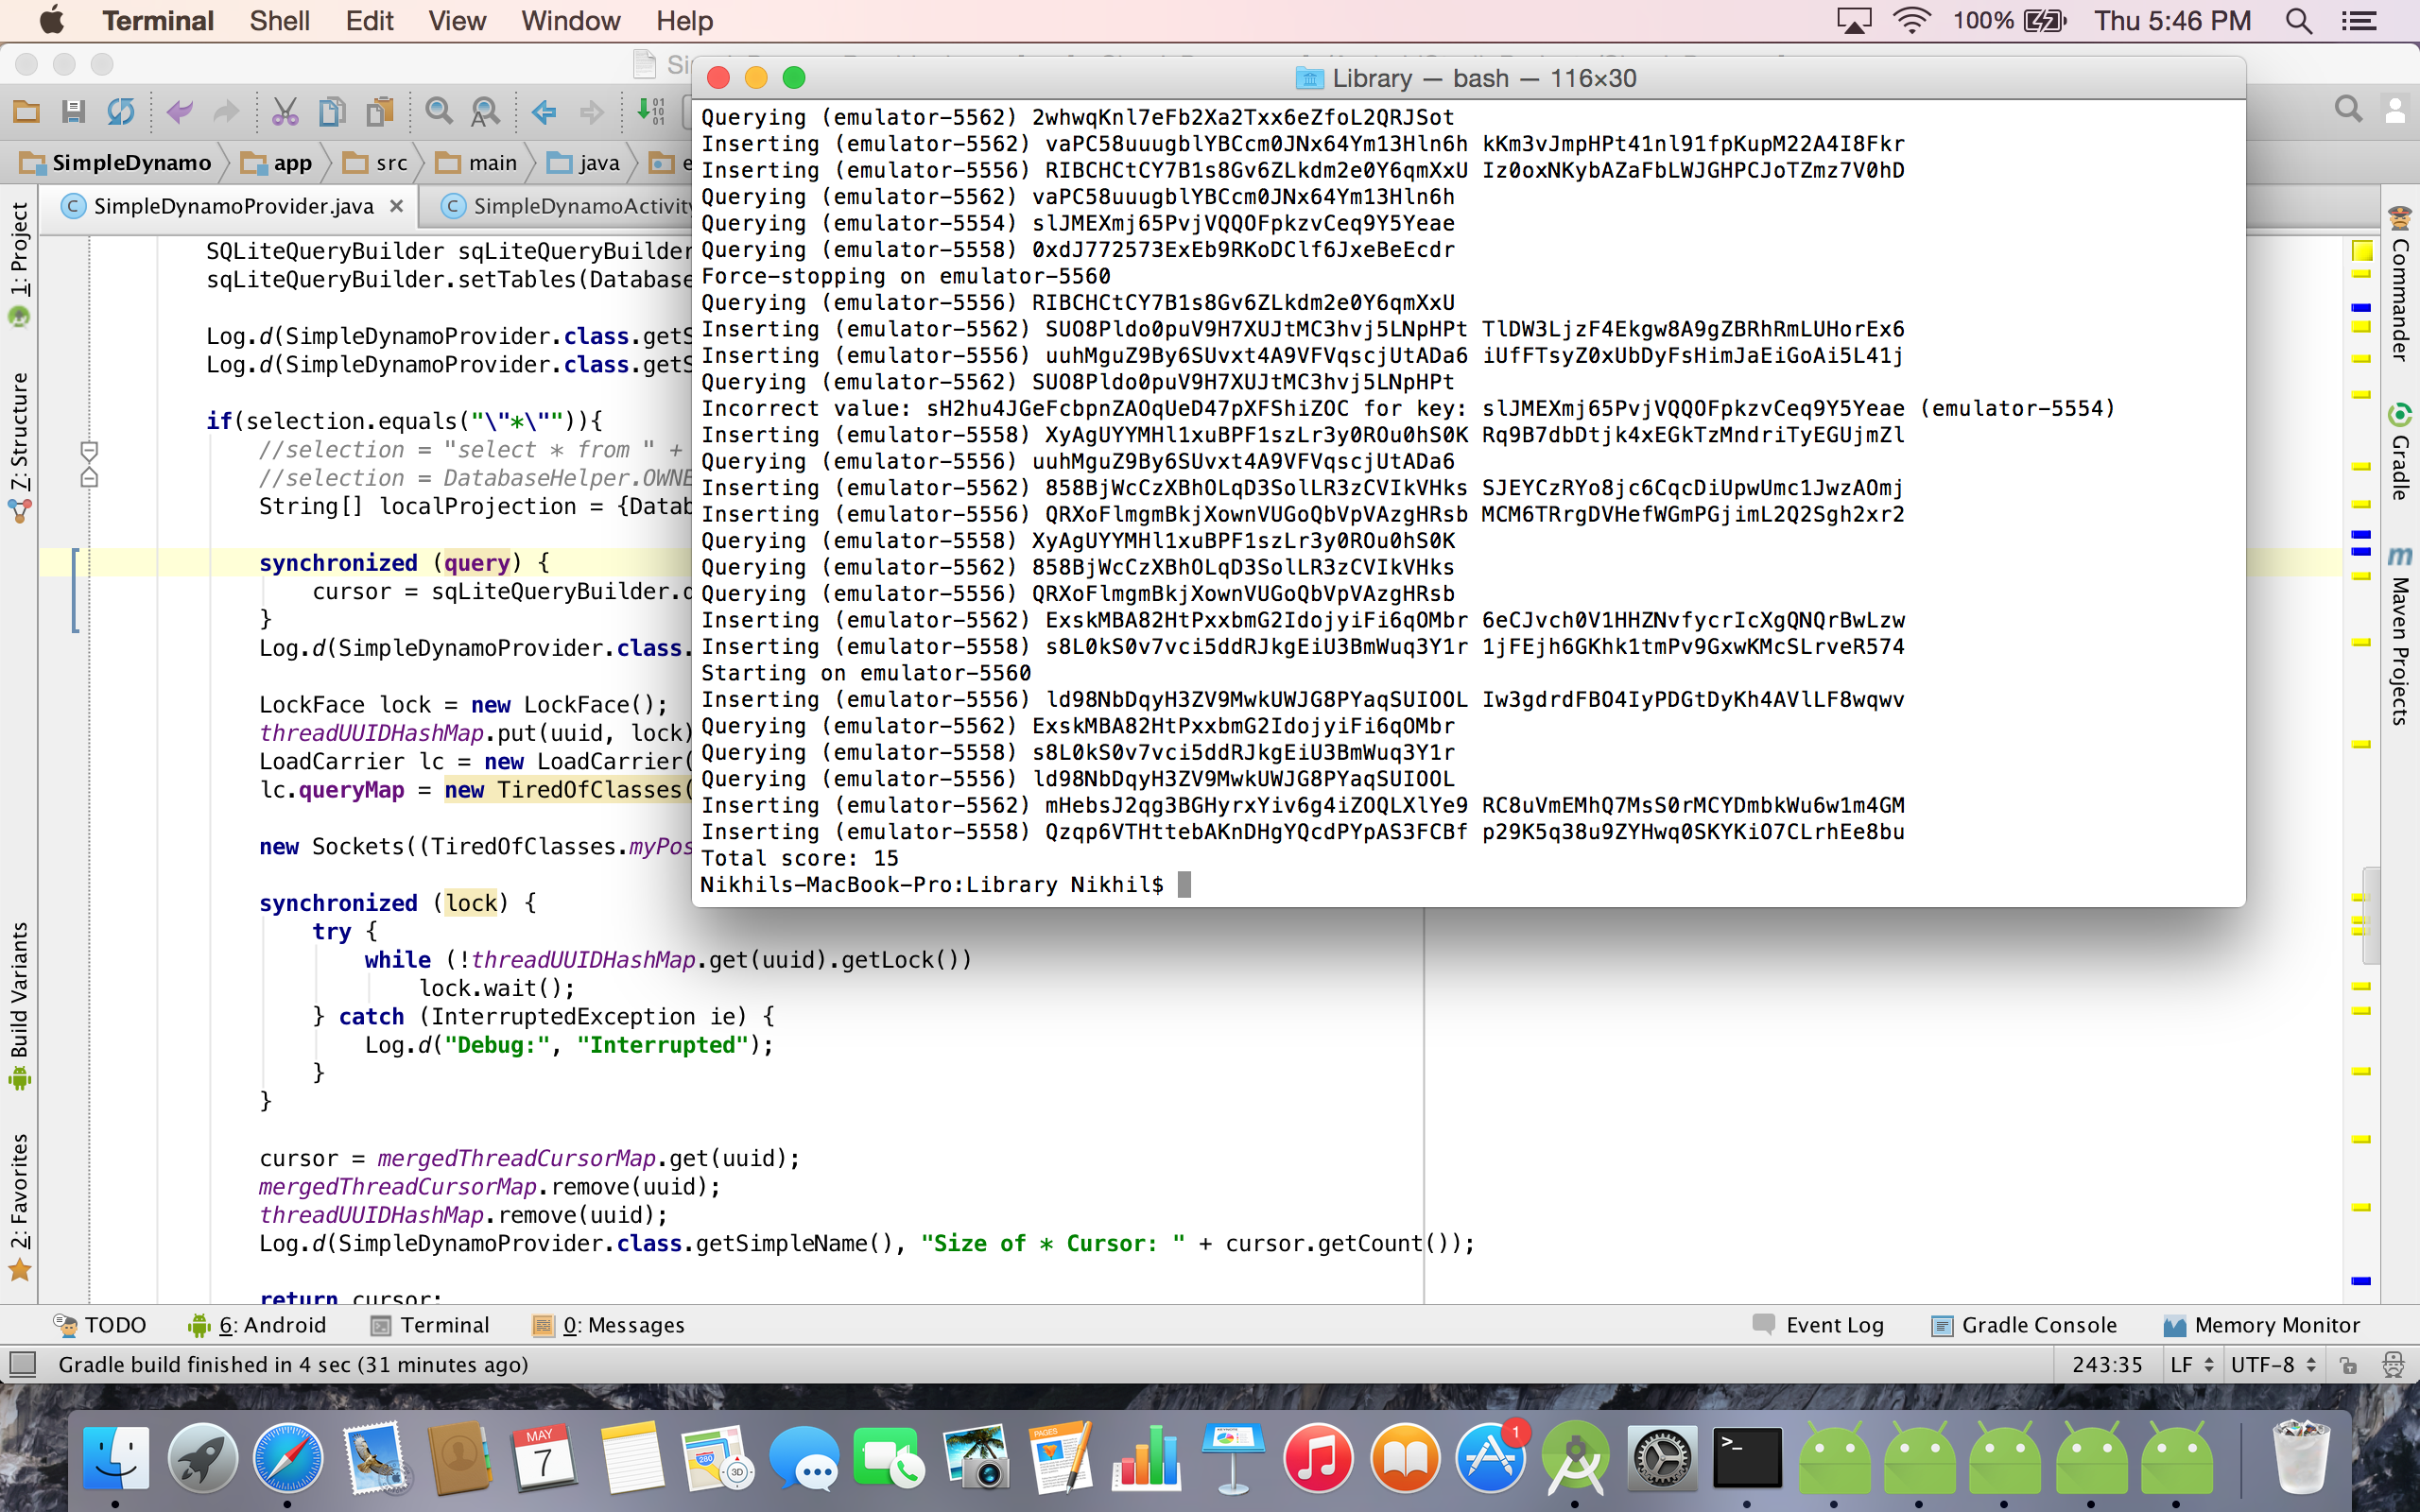 Terminal Shell Edit View Window Help
100% Thu 5:46 PM
Library — bash — 116×30
SimpleDynamo app src main java
SimpleDynamoProvider.java SimpleDynamoActivity
1: Project
Z: Structure
Build Variants
2: Favorites
SQLiteQueryBuilder sqLiteQueryBuilder
sqLiteQueryBuilder.setTables(Database
Log.d(SimpleDynamoProvider.class.getS
Log.d(SimpleDynamoProvider.class.getS
if(selection.equals("\"*\"")){
//selection = "select * from " +
//selection = DatabaseHelper.OWNE
String[] localProjection = {Datab
synchronized (query) {
cursor = sqLiteQueryBuilder.q
}
Log.d(SimpleDynamoProvider.class.
LockFace lock = new LockFace();
threadUUIDHashMap.put(uuid, lock)
LoadCarrier lc = new LoadCarrier(
lc.queryMap = new TiredOfClasses(
new Sockets((TiredOfClasses.myPos
synchronized (lock) {
try {
while (!threadUUIDHashMap.get(uuid).getLock())
lock.wait();
} catch (InterruptedException ie) {
Log.d("Debug:", "Interrupted");
}
}
cursor = mergedThreadCursorMap.get(uuid);
mergedThreadCursorMap.remove(uuid);
threadUUIDHashMap.remove(uuid);
Log.d(SimpleDynamoProvider.class.getSimpleName(), "Size of * Cursor: " + cursor.getCount());
return cursor;
Querying (emulator-5562) 2whwqKnl7eFb2Xa2Txx6eZfoL2QRJSot
Inserting (emulator-5562) vaPC58uuugblYBCcm0JNx64Ym13Hln6h kKm3vJmpHPt41nl91fpKupM22A4I8Fkr
Inserting (emulator-5556) RIBCHCtCY7B1s8Gv6ZLkdm2e0Y6qmXxU Iz0oxNKybAZaFbLWJGHPCJoTZmz7V0hD
Querying (emulator-5562) vaPC58uuugblYBCcm0JNx64Ym13Hln6h
Querying (emulator-5554) slJMEXmj65PvjVQQOFpkzvCeq9Y5Yeae
Querying (emulator-5558) 0xdJ772573ExEb9RKoDClf6JxeBeEcdr
Force-stopping on emulator-5560
Querying (emulator-5556) RIBCHCtCY7B1s8Gv6ZLkdm2e0Y6qmXxU
Inserting (emulator-5562) SUO8Pldo0puV9H7XUJtMC3hvj5LNpHPt TlDW3LjzF4Ekgw8A9gZBRhRmLUHorEx6
Inserting (emulator-5556) uuhMguZ9By6SUvxt4A9VFVqscjUtADa6 iUfFTsyZ0xUbDyFsHimJaEiGoAi5L41j
Querying (emulator-5562) SUO8Pldo0puV9H7XUJtMC3hvj5LNpHPt
Incorrect value: sH2hu4JGeFcbpnZAOqUeD47pXFShiZOC for key: slJMEXmj65PvjVQQOFpkzvCeq9Y5Yeae (emulator-5554)
Inserting (emulator-5558) XyAgUYYMHl1xuBPF1szLr3y0ROu0hS0K Rq9B7dbDtjk4xEGkTzMndriTyEGUjmZl
Querying (emulator-5556) uuhMguZ9By6SUvxt4A9VFVqscjUtADa6
Inserting (emulator-5562) 858BjWcCzXBhOLqD3SolLR3zCVIkVHks SJEYCzRYo8jc6CqcDiUpwUmc1JwzAOmj
Inserting (emulator-5556) QRXoFlmgmBkjXownVUGoQbVpVAzgHRsb MCM6TRrgDVHefWGmPGjimL2Q2Sgh2xr2
Querying (emulator-5558) XyAgUYYMHl1xuBPF1szLr3y0ROu0hS0K
Querying (emulator-5562) 858BjWcCzXBhOLqD3SolLR3zCVIkVHks
Querying (emulator-5556) QRXoFlmgmBkjXownVUGoQbVpVAzgHRsb
Inserting (emulator-5562) ExskMBA82HtPxxbmG2IdojyiFi6qOMbr 6eCJvch0V1HHZNvfycrIcXgQNQrBwLzw
Inserting (emulator-5558) s8L0kS0v7vci5ddRJkgEiU3BmWuq3Y1r 1jFEjh6GKhk1tmPv9GxwKMcSLrveR574
Starting on emulator-5560
Inserting (emulator-5556) ld98NbDqyH3ZV9MwkUWJG8PYaqSUIOOL Iw3gdrdFBO4IyPDGtDyKh4AVlLF8wqwv
Querying (emulator-5562) ExskMBA82HtPxxbmG2IdojyiFi6qOMbr
Querying (emulator-5558) s8L0kS0v7vci5ddRJkgEiU3BmWuq3Y1r
Querying (emulator-5556) ld98NbDqyH3ZV9MwkUWJG8PYaqSUIOOL
Inserting (emulator-5562) mHebsJ2qg3BGHyrxYiv6g4iZOQLXlYe9 RC8uVmEMhQ7MsS0rMCYDmbkWu6w1m4GM
Inserting (emulator-5558) Qzqp6VTHttebAKnDHgYQcdPYpAS3FCBf p29K5q38u9ZYHwq0SKYKiO7CLrhEe8bu
Total score: 15
Nikhils-MacBook-Pro:Library Nikhil$
Commander
Gradle
Maven Projects
TODO 6: Android Terminal 0: Messages Event Log Gradle Console Memory Monitor
Gradle build finished in 4 sec (31 minutes ago) 243:35 LF UTF-8
MAY
7
280
3D
PAGES
1
>_